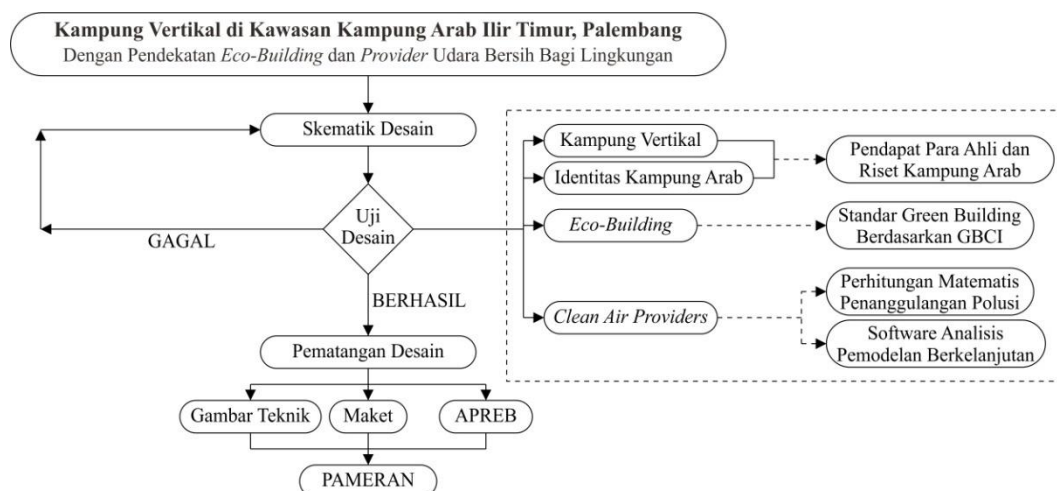 Kampung Vertikal di Kawasan Kampung Arab Ilir Timur, Palembang
Dengan Pendekatan Eco-Building dan Provider Udara Bersih Bagi Lingkungan
Skematik Desain
Uji
Desain
GAGAL
BERHASIL
Pematangan Desain
Gambar Teknik
Maket
APREB
PAMERAN
Kampung Vertikal
Identitas Kampung Arab
Pendapat Para Ahli dan
Riset Kampung Arab
Eco-Building
Standar Green Building
Berdasarkan GBCI
Clean Air Providers
Perhitungan Matematis
Penanggulangan Polusi
Software Analisis
Pemodelan Berkelanjutan